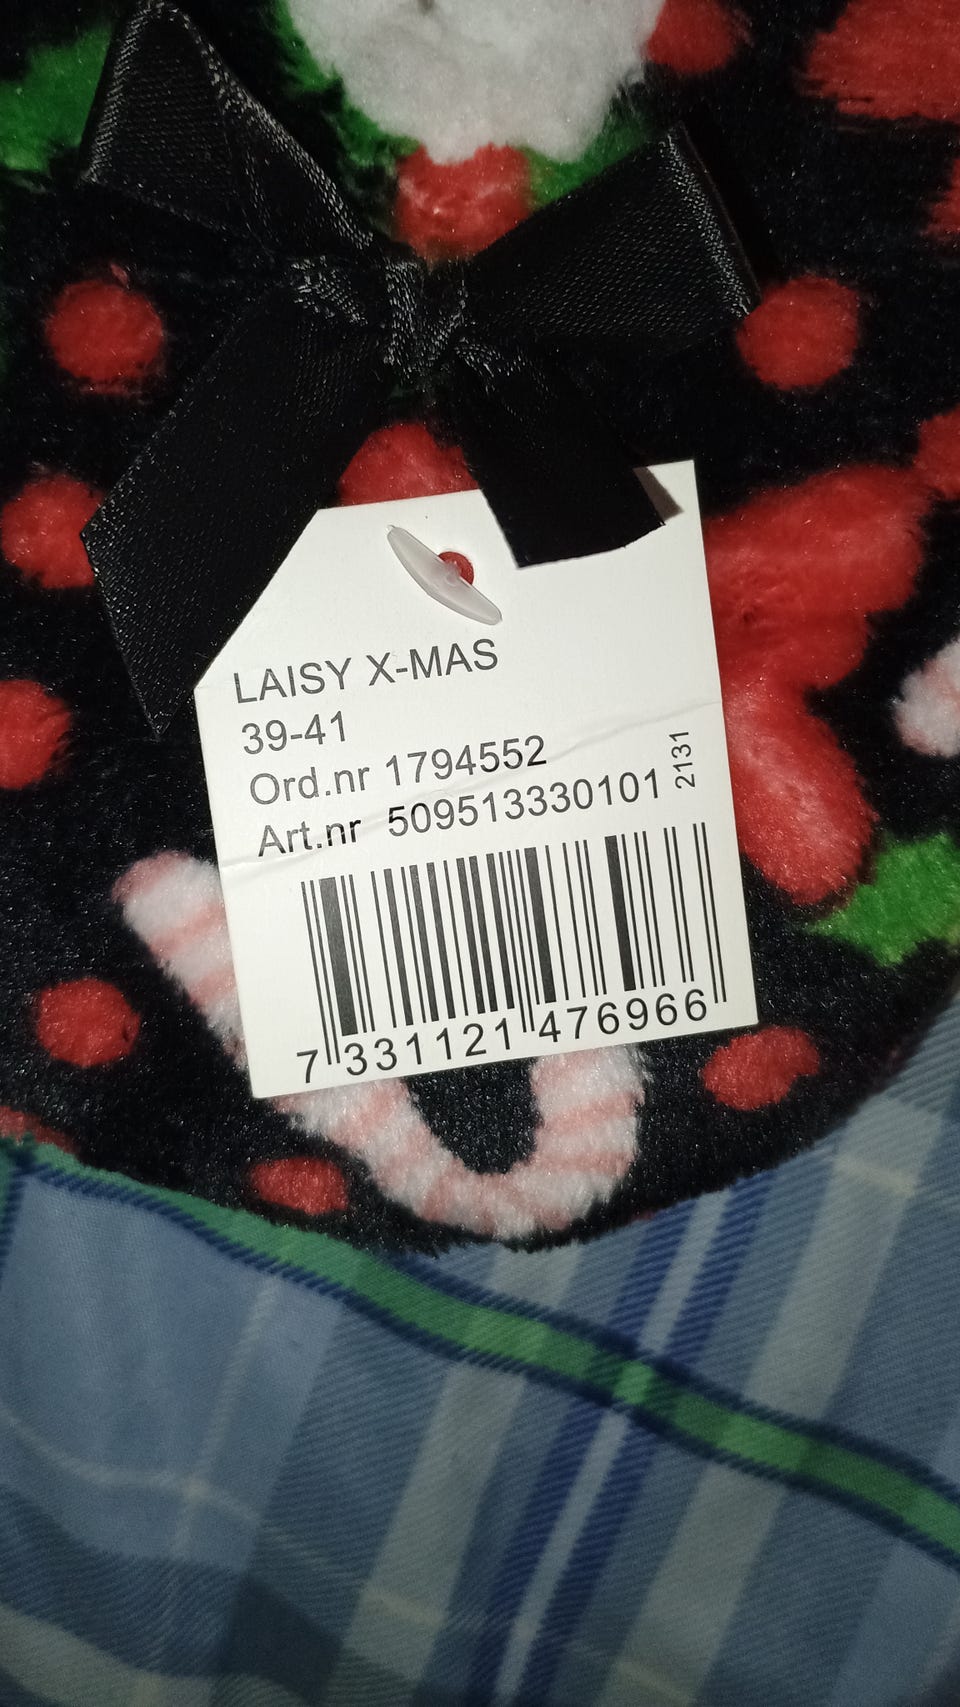 LAISY X-MAS
39-41
Ord.nr 1794552
Art.nr 509513330101
2131
7 331121 476966